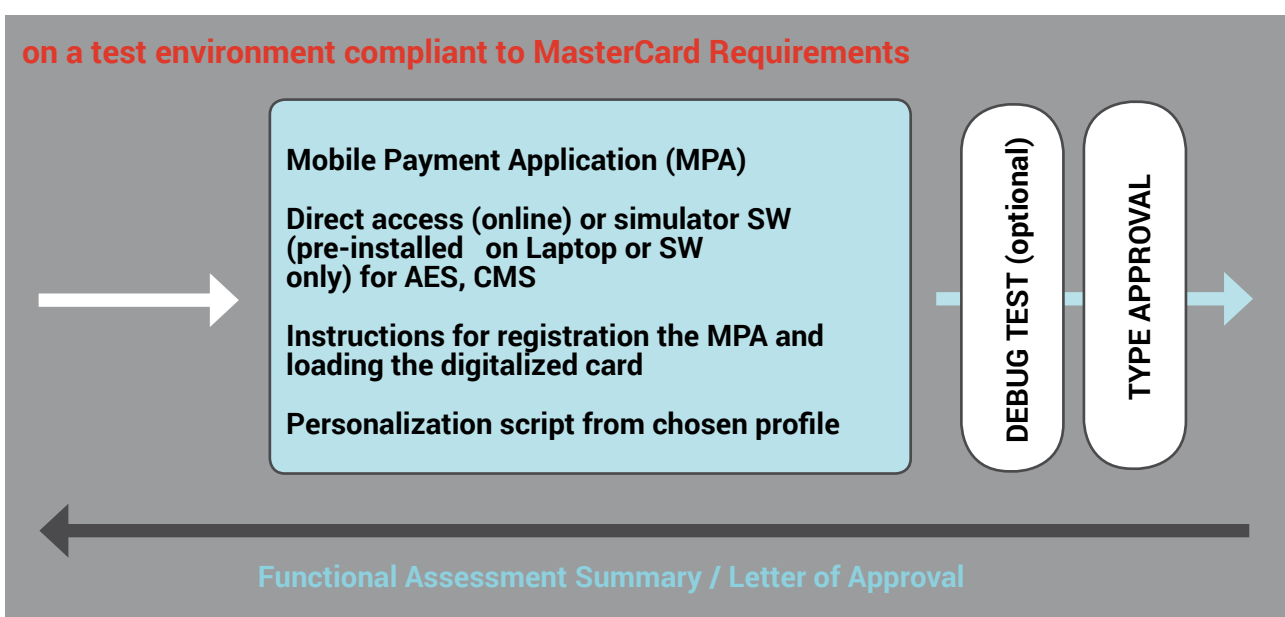 on a test environment compliant to MasterCard Requirements
Mobile Payment Application (MPA)
Direct access (online) or simulator SW
(pre-installed on Laptop or SW
only) for AES, CMS
Instructions for registration the MPA and
loading the digitalized card
Personalization script from chosen profile
DEBUG TEST (optional)
TYPE APPROVAL
Functional Assessment Summary / Letter of Approval